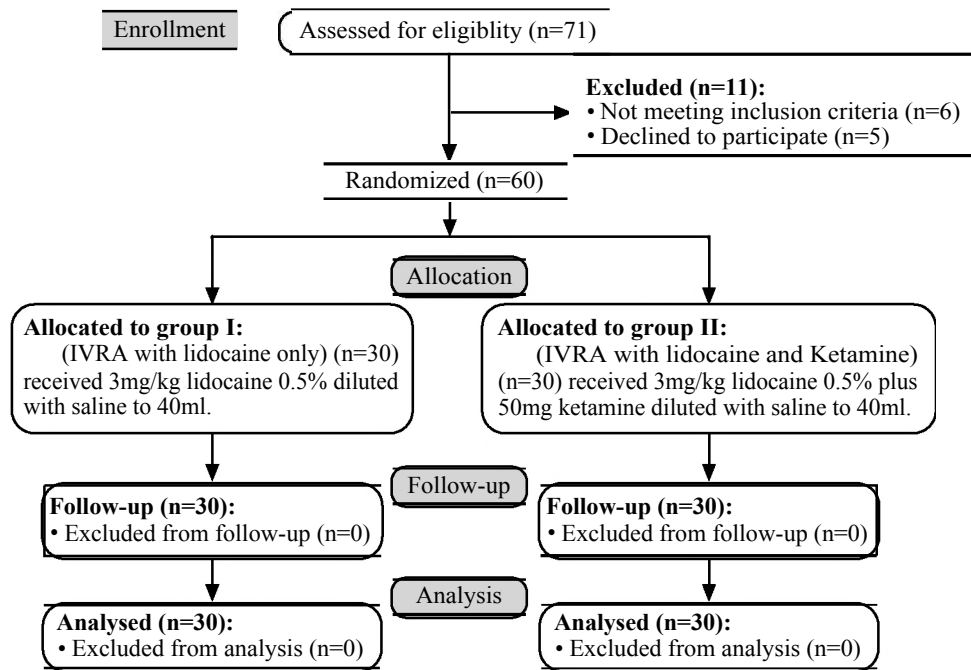 Enrollment
Assessed for eligiblity (n=71)
Excluded (n=11):
• Not meeting inclusion criteria (n=6)
• Declined to participate (n=5)
Randomized (n=60)
Allocation
Allocated to group I:
(IVRA with lidocaine only) (n=30)
received 3mg/kg lidocaine 0.5% diluted
with saline to 40ml.
Allocated to group II:
(IVRA with lidocaine and Ketamine)
(n=30) received 3mg/kg lidocaine 0.5% plus
50mg ketamine diluted with saline to 40ml.
Follow-up
Follow-up (n=30):
• Excluded from follow-up (n=0)
Follow-up (n=30):
• Excluded from follow-up (n=0)
Analysis
Analysed (n=30):
• Excluded from analysis (n=0)
Analysed (n=30):
• Excluded from analysis (n=0)